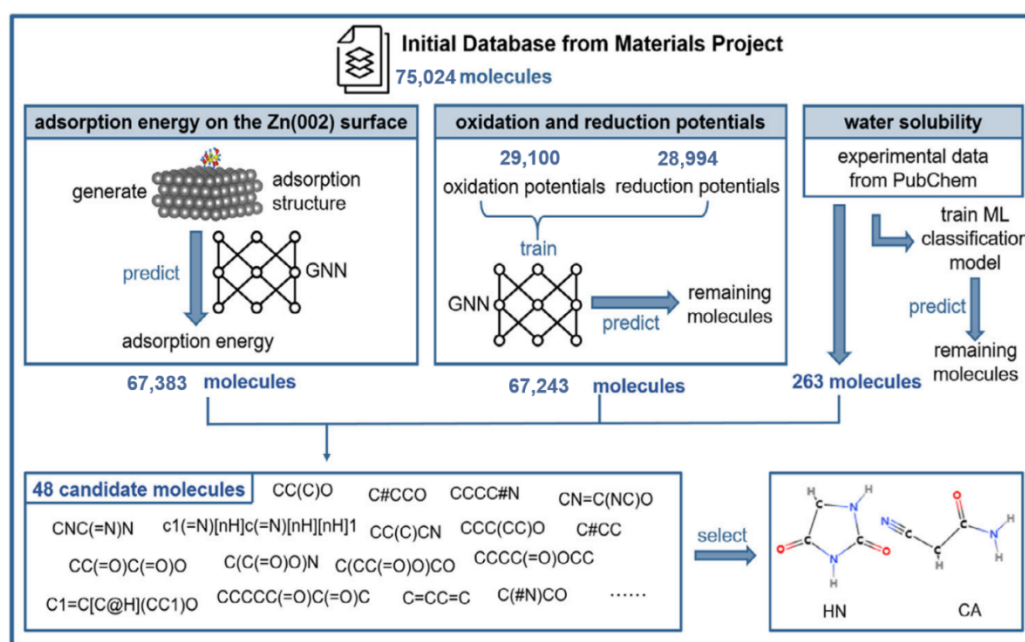 Initial Database from Materials Project
75,024 molecules
adsorption energy on the Zn(002) surface
generate
adsorption
structure
predict
GNN
adsorption energy
67,383 molecules
oxidation and reduction potentials
29,100
28,994
oxidation potentials
reduction potentials
train
GNN
predict
remaining
molecules
67,243 molecules
water solubility
experimental data
from PubChem
train ML
classification
model
predict
remaining
molecules
263 molecules
48 candidate molecules
CC(C)O
C#CCO
CCCC#N
CN=C(NC)O
CNC(=N)N
c1(=N)[nH]c(=N)[nH][nH]1
CC(C)CN
CCC(CC)O
C#CC
CC(=O)C(=O)O
C(C(=O)O)N
C(CC(=O)O)CO
CCCC(=O)OCC
C1=C[C@H](CC1)O
CCCCC(=O)C(=O)C
C=CC=C
C(#N)CO
······
select
H
H
N
O
N
O
H
HN
O
N
H
N
H
H
CA